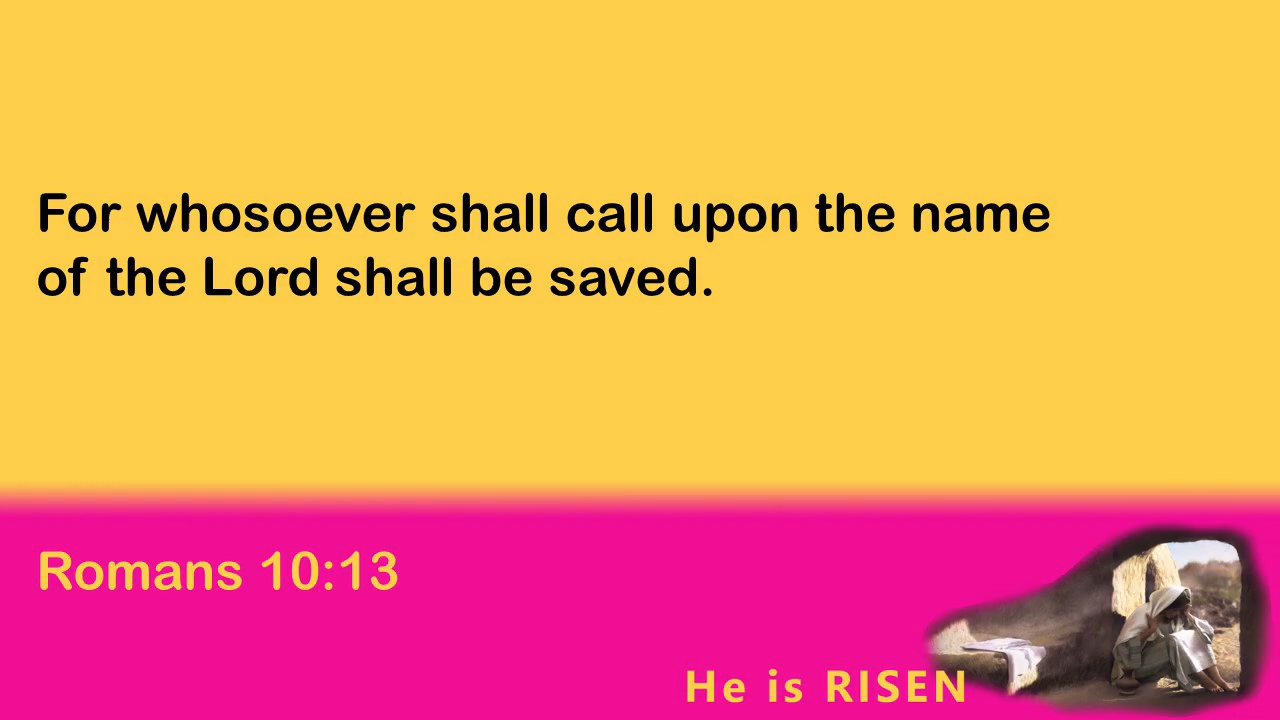 For whosoever shall call upon the name
of the Lord shall be saved.
Romans 10:13
He is RISEN